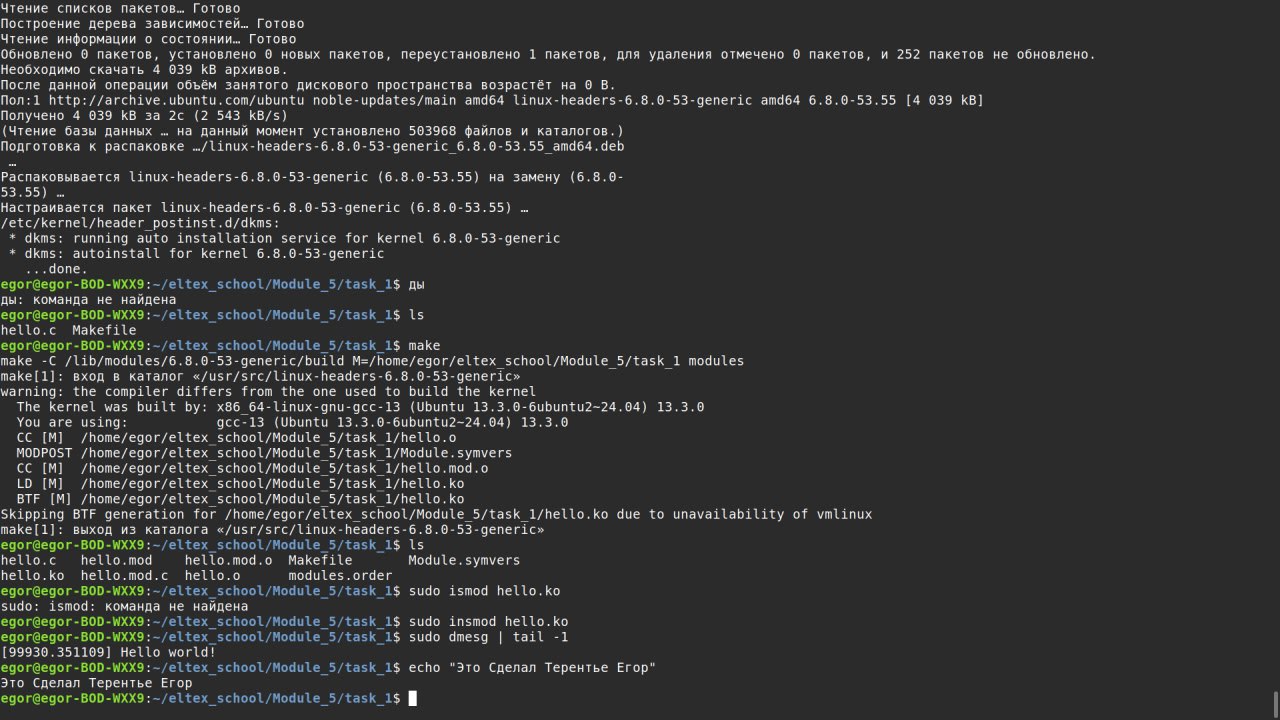 Чтение списков пакетов… Готово
Построение дерева зависимостей… Готово
Чтение информации о состоянии… Готово
Обновлено 0 пакетов, установлено 0 новых пакетов, переустановлено 1 пакетов, для удаления отмечено 0 пакетов, и 252 пакетов не обновлено.
Необходимо скачать 4 039 kB архивов.
После данной операции объём занятого дискового пространства возрастёт на 0 B.
Пол:1 http://archive.ubuntu.com/ubuntu noble-updates/main amd64 linux-headers-6.8.0-53-generic amd64 6.8.0-53.55 [4 039 kB]
Получено 4 039 kB за 2с (2 543 kB/s)
(Чтение базы данных … на данный момент установлено 503968 файлов и каталогов.)
Подготовка к распаковке …/linux-headers-6.8.0-53-generic_6.8.0-53.55_amd64.deb
 …
Распаковывается linux-headers-6.8.0-53-generic (6.8.0-53.55) на замену (6.8.0-
53.55) …
Настраивается пакет linux-headers-6.8.0-53-generic (6.8.0-53.55) …
/etc/kernel/header_postinst.d/dkms:
 * dkms: running auto installation service for kernel 6.8.0-53-generic
 * dkms: autoinstall for kernel 6.8.0-53-generic
   ...done.
egor@egor-BOD-WXX9:~/eltex_school/Module_5/task_1$ ды
ды: команда не найдена
egor@egor-BOD-WXX9:~/eltex_school/Module_5/task_1$ ls
hello.c  Makefile
egor@egor-BOD-WXX9:~/eltex_school/Module_5/task_1$ make
make -C /lib/modules/6.8.0-53-generic/build M=/home/egor/eltex_school/Module_5/task_1 modules
make[1]: вход в каталог «/usr/src/linux-headers-6.8.0-53-generic»
warning: the compiler differs from the one used to build the kernel
  The kernel was built by: x86_64-linux-gnu-gcc-13 (Ubuntu 13.3.0-6ubuntu2~24.04) 13.3.0
  You are using:           gcc-13 (Ubuntu 13.3.0-6ubuntu2~24.04) 13.3.0
  CC [M]  /home/egor/eltex_school/Module_5/task_1/hello.o
  MODPOST /home/egor/eltex_school/Module_5/task_1/Module.symvers
  CC [M]  /home/egor/eltex_school/Module_5/task_1/hello.mod.o
  LD [M]  /home/egor/eltex_school/Module_5/task_1/hello.ko
  BTF [M] /home/egor/eltex_school/Module_5/task_1/hello.ko
Skipping BTF generation for /home/egor/eltex_school/Module_5/task_1/hello.ko due to unavailability of vmlinux
make[1]: выход из каталога «/usr/src/linux-headers-6.8.0-53-generic»
egor@egor-BOD-WXX9:~/eltex_school/Module_5/task_1$ ls
hello.c   hello.mod    hello.mod.o  Makefile       Module.symvers
hello.ko  hello.mod.c  hello.o      modules.order
egor@egor-BOD-WXX9:~/eltex_school/Module_5/task_1$ sudo ismod hello.ko
sudo: ismod: команда не найдена
egor@egor-BOD-WXX9:~/eltex_school/Module_5/task_1$ sudo insmod hello.ko
egor@egor-BOD-WXX9:~/eltex_school/Module_5/task_1$ sudo dmesg | tail -1
[99930.351109] Hello world!
egor@egor-BOD-WXX9:~/eltex_school/Module_5/task_1$ echo "Это Сделал Терентье Егор"
Это Сделал Терентье Егор
egor@egor-BOD-WXX9:~/eltex_school/Module_5/task_1$